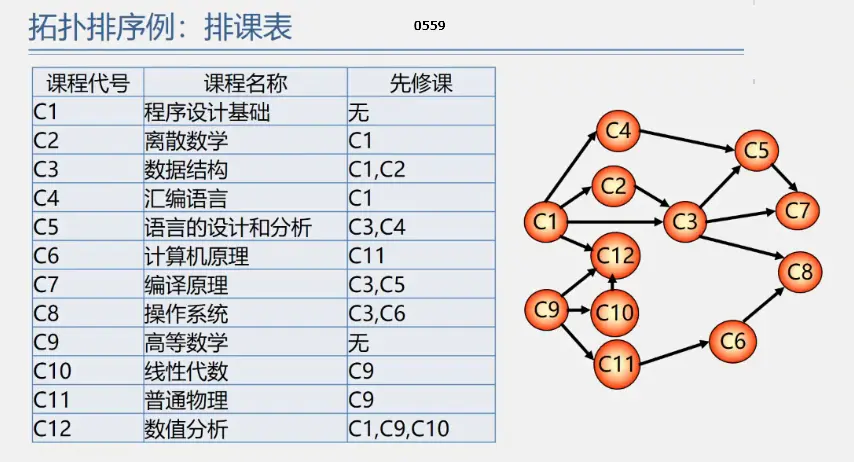 拓扑排序例：排课表
0559
课程代号 课程名称 先修课
C1 程序设计基础 无
C2 离散数学 C1
C3 数据结构 C1,C2
C4 汇编语言 C1
C5 语言的设计和分析 C3,C4
C6 计算机原理 C11
C7 编译原理 C3,C5
C8 操作系统 C3,C6
C9 高等数学 无
C10 线性代数 C9
C11 普通物理 C9
C12 数值分析 C1,C9,C10
C4
C5
C2
C7
C1
C3
C12
C8
C9
C10
C6
C11